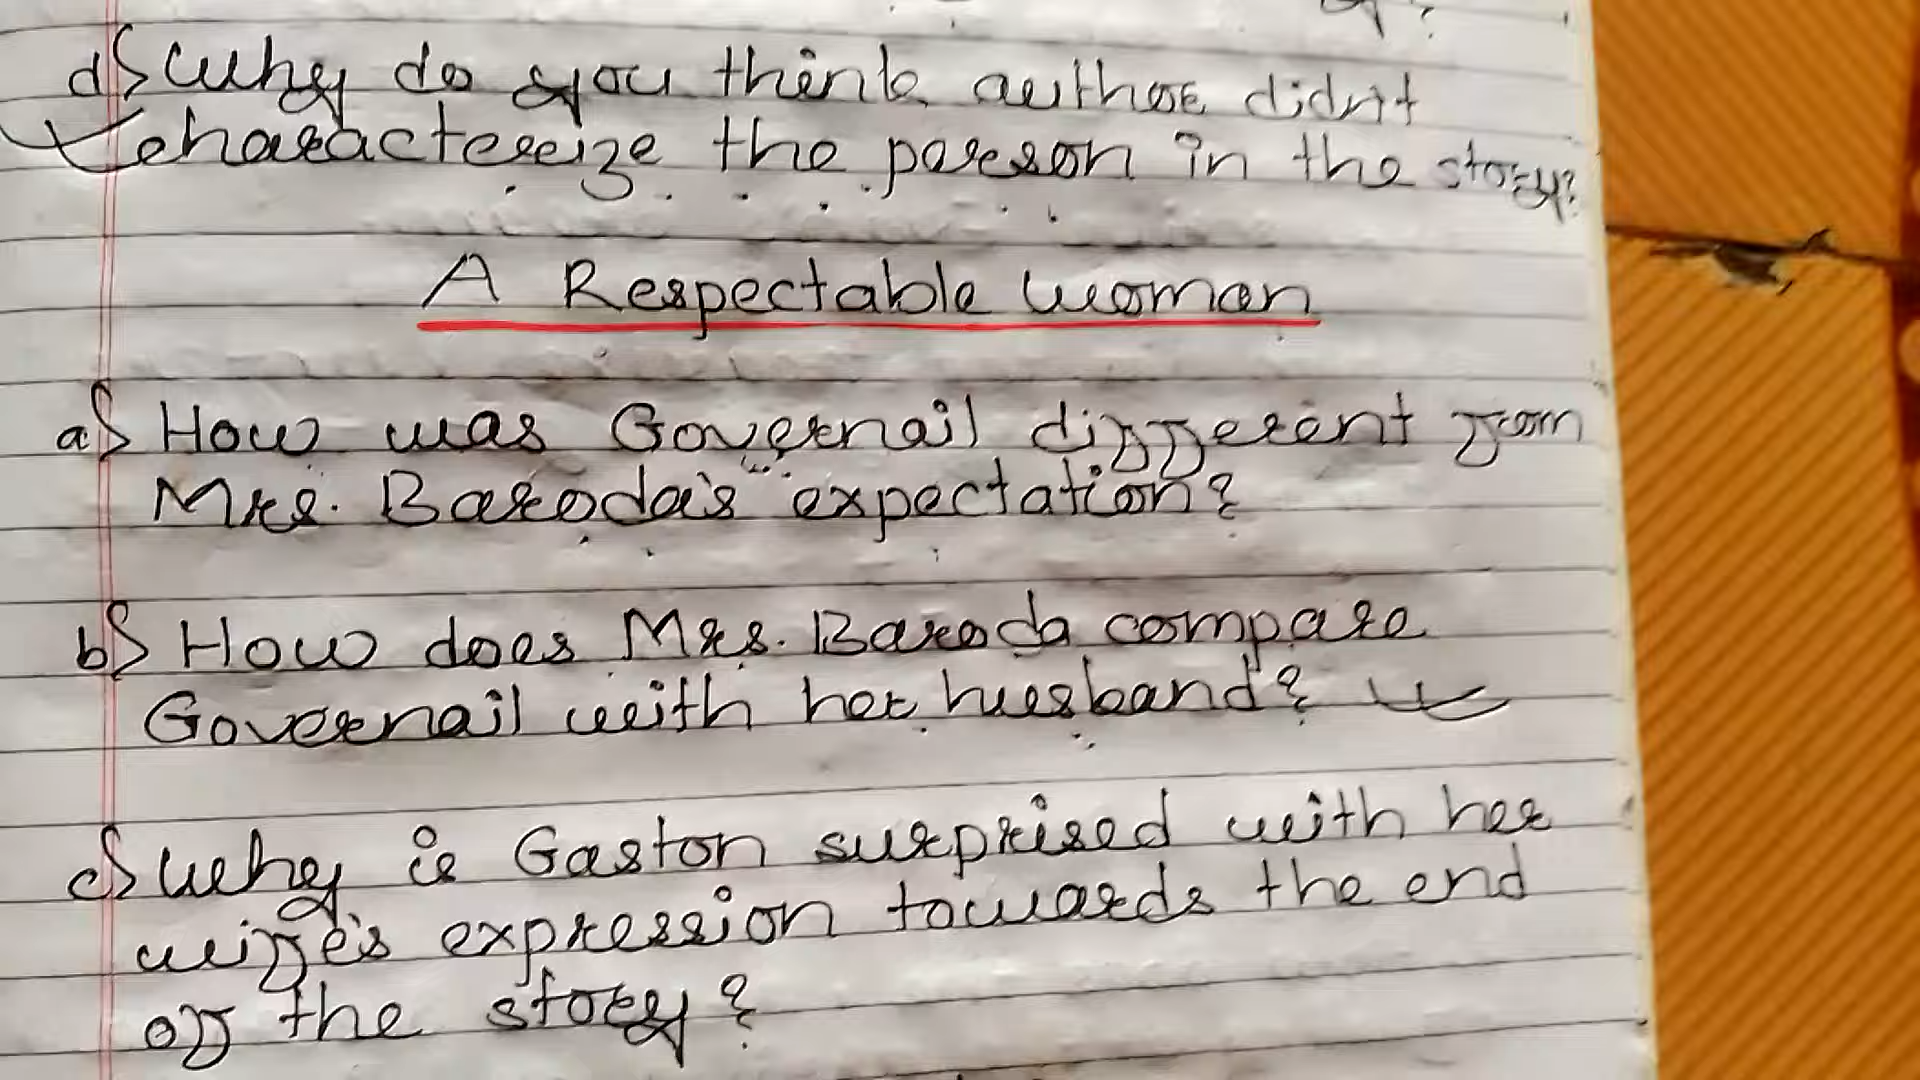 d) Why do you think author didn't
characterize the person in the story?
A Respectable Woman
a) How was Governail different from
Mrs. Baroda's expectation?
b) How does Mrs. Baroda compare
Governail with her husband?
c) Why is Gaston surprised with her
wife's expression towards the end
of the story?